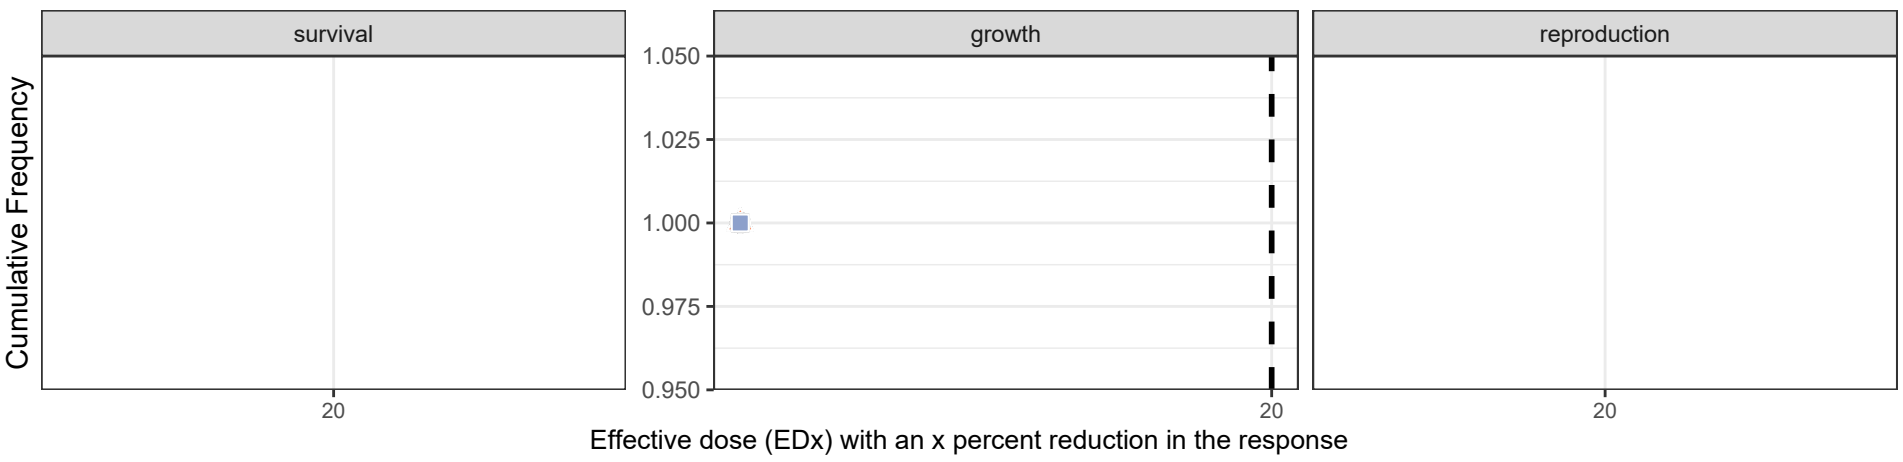 survival
growth
reproduction
Cumulative Frequency
1.050
1.025
1.000
0.975
0.950
20
20
20
Effective dose (EDx) with an x percent reduction in the response